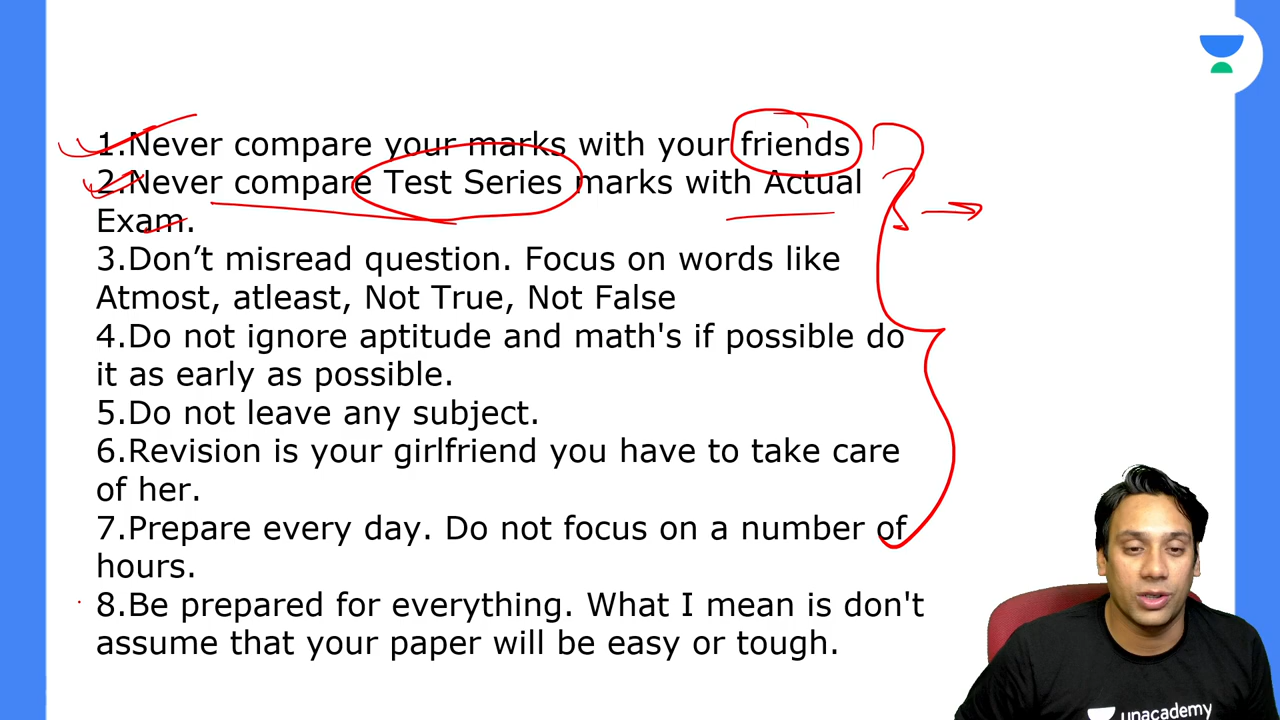 1.Never compare your marks with your friends
2.Never compare Test Series marks with Actual
Exam.
3.Don’t misread question. Focus on words like
Atmost, atleast, Not True, Not False
4.Do not ignore aptitude and math's if possible do
it as early as possible.
5.Do not leave any subject.
6.Revision is your girlfriend you have to take care
of her.
7.Prepare every day. Do not focus on a number of
hours.
8.Be prepared for everything. What I mean is don't
assume that your paper will be easy or tough.
unacademy